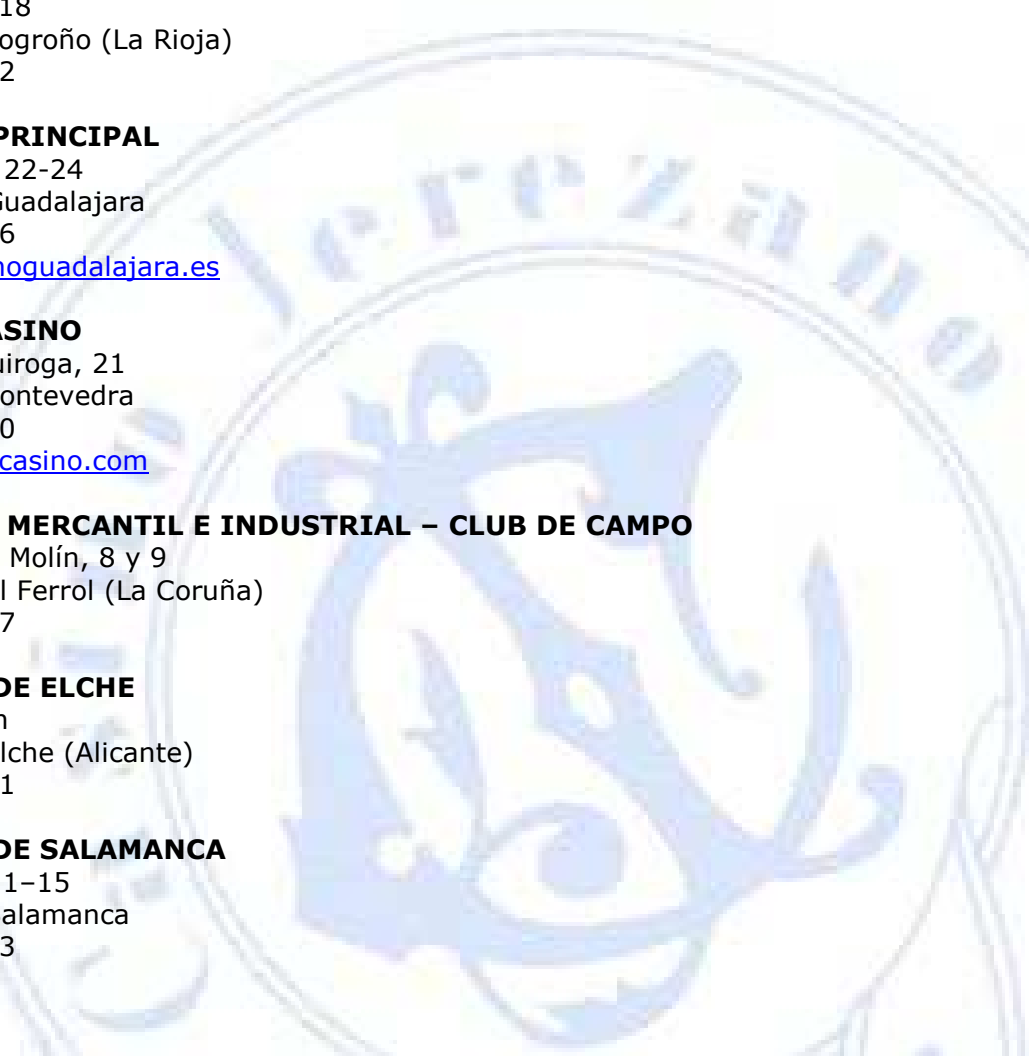 18
ogroño (La Rioja)
2
PRINCIPAL
22-24
Guadalajara
6
noguadalajara.es
ASINO
uiroga, 21
ontevedra
0
casino.com
MERCANTIL E INDUSTRIAL – CLUB DE CAMPO
Molín, 8 y 9
l Ferrol (La Coruña)
7
DE ELCHE
n
lche (Alicante)
1
DE SALAMANCA
1–15
alamanca
3
Casino Jerezano